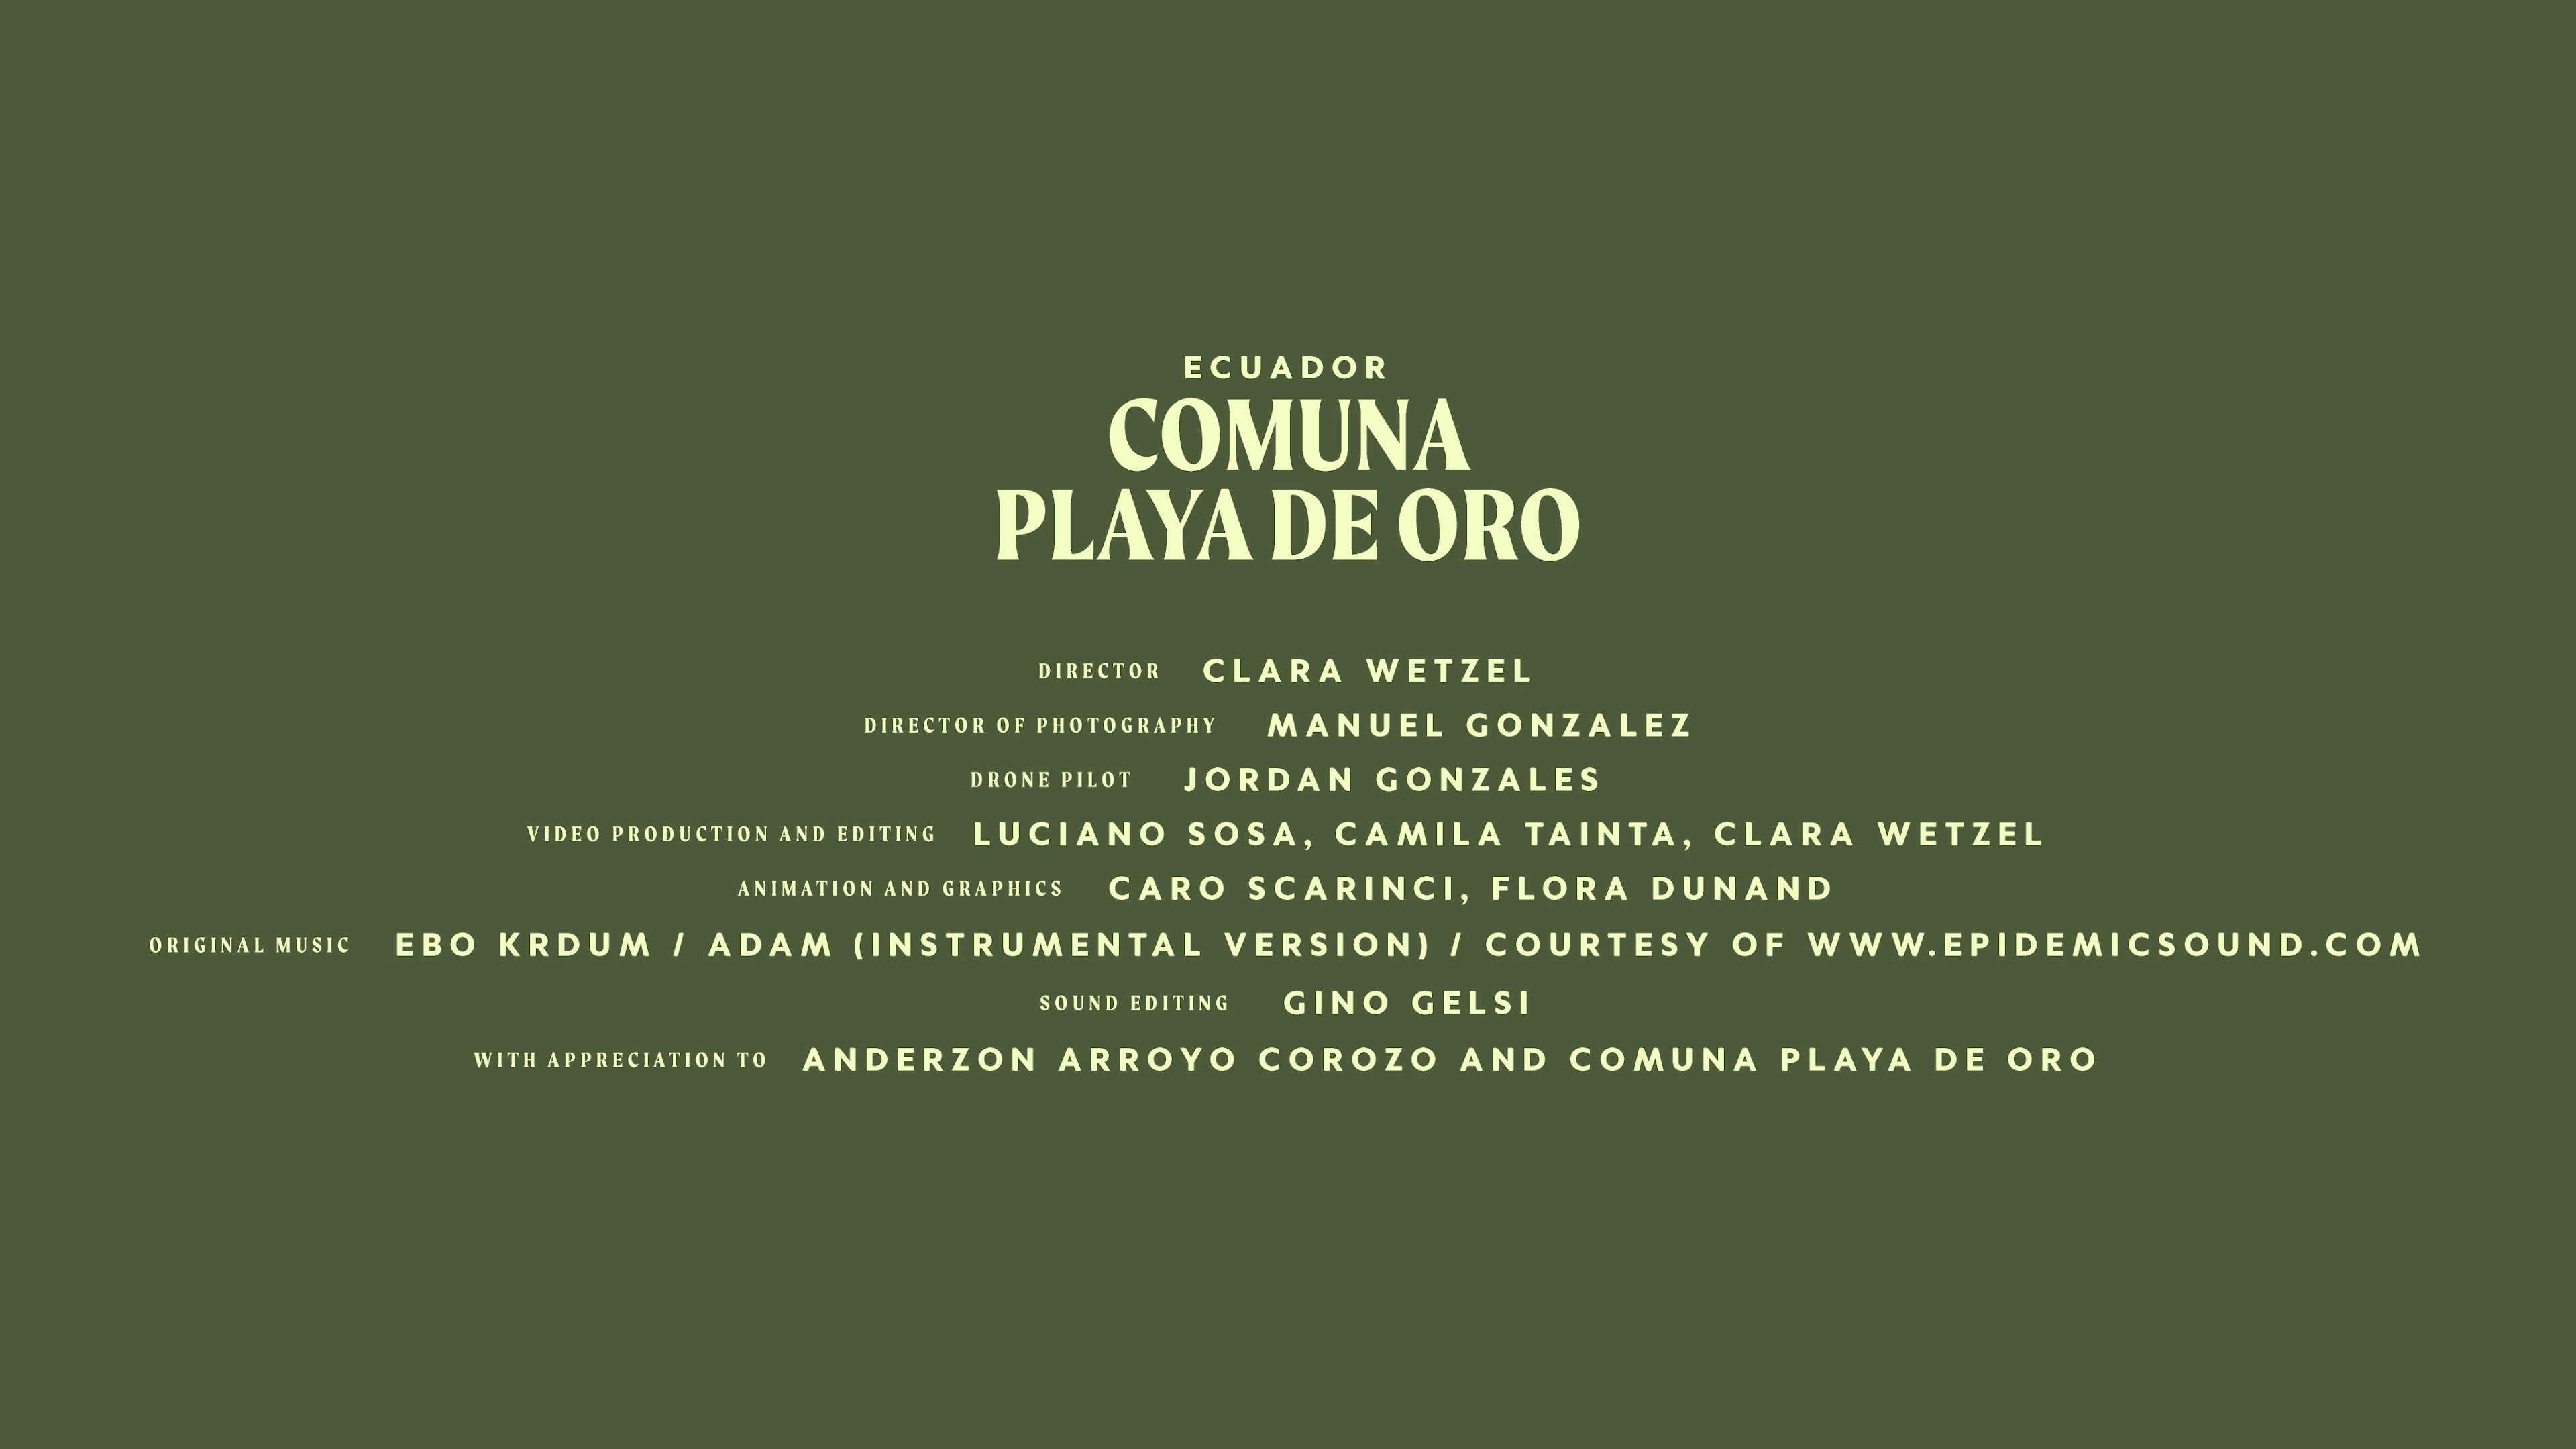 ECUADOR
COMUNA
PLAYA DE ORO
DIRECTOR CLARA WETZEL
DIRECTOR OF PHOTOGRAPHY MANUEL GONZALEZ
DRONE PILOT JORDAN GONZALES
VIDEO PRODUCTION AND EDITING LUCIANO SOSA, CAMILA TAINTA, CLARA WETZEL
ANIMATION AND GRAPHICS CARO SCARINCI, FLORA DUNAND
ORIGINAL MUSIC EBO KRDUM / ADAM (INSTRUMENTAL VERSION) / COURTESY OF WWW.EPIDEMICSOUND.COM
SOUND EDITING GINO GELSI
WITH APPRECIATION TO ANDERZON ARROYO COROZO AND COMUNA PLAYA DE ORO